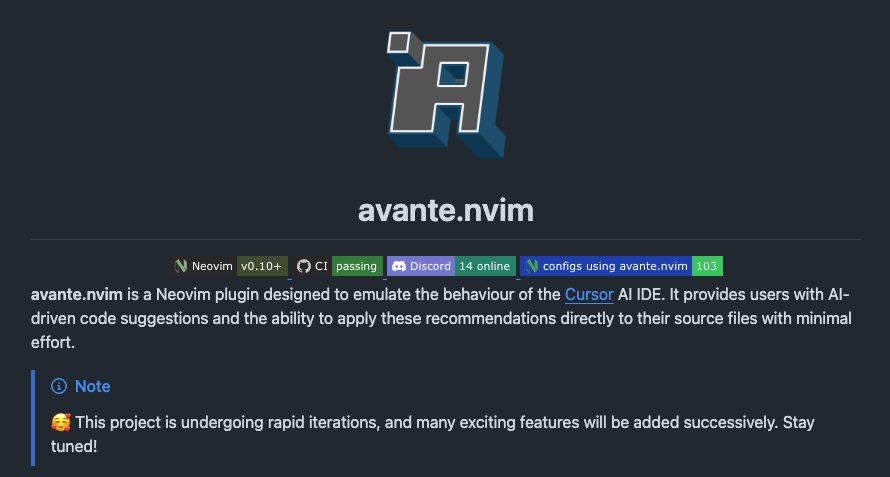 avante.nvim
Neovim v0.10+ CI passing Discord 14 online configs using avante.nvim 103
avante.nvim is a Neovim plugin designed to emulate the behaviour of the Cursor AI IDE. It provides users with AI-
driven code suggestions and the ability to apply these recommendations directly to their source files with minimal
effort.
Note
🥰 This project is undergoing rapid iterations, and many exciting features will be added successively. Stay
tuned!